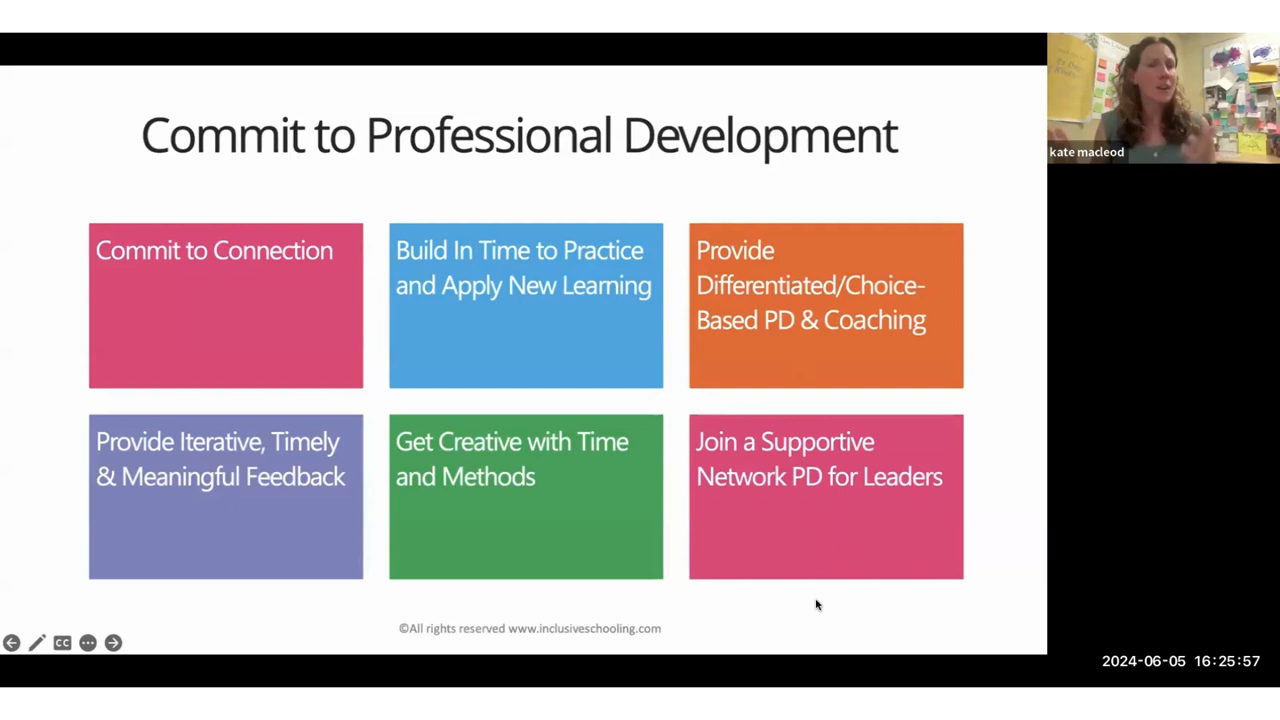 Commit to Professional Development
kate macleod
Commit to Connection
Build In Time to Practice
and Apply New Learning
Provide
Differentiated/Choice-
Based PD & Coaching
Provide Iterative, Timely
& Meaningful Feedback
Get Creative with Time
and Methods
Join a Supportive
Network PD for Leaders
©All rights reserved www.inclusiveschooling.com
CC
2024-06-05 16:25:57